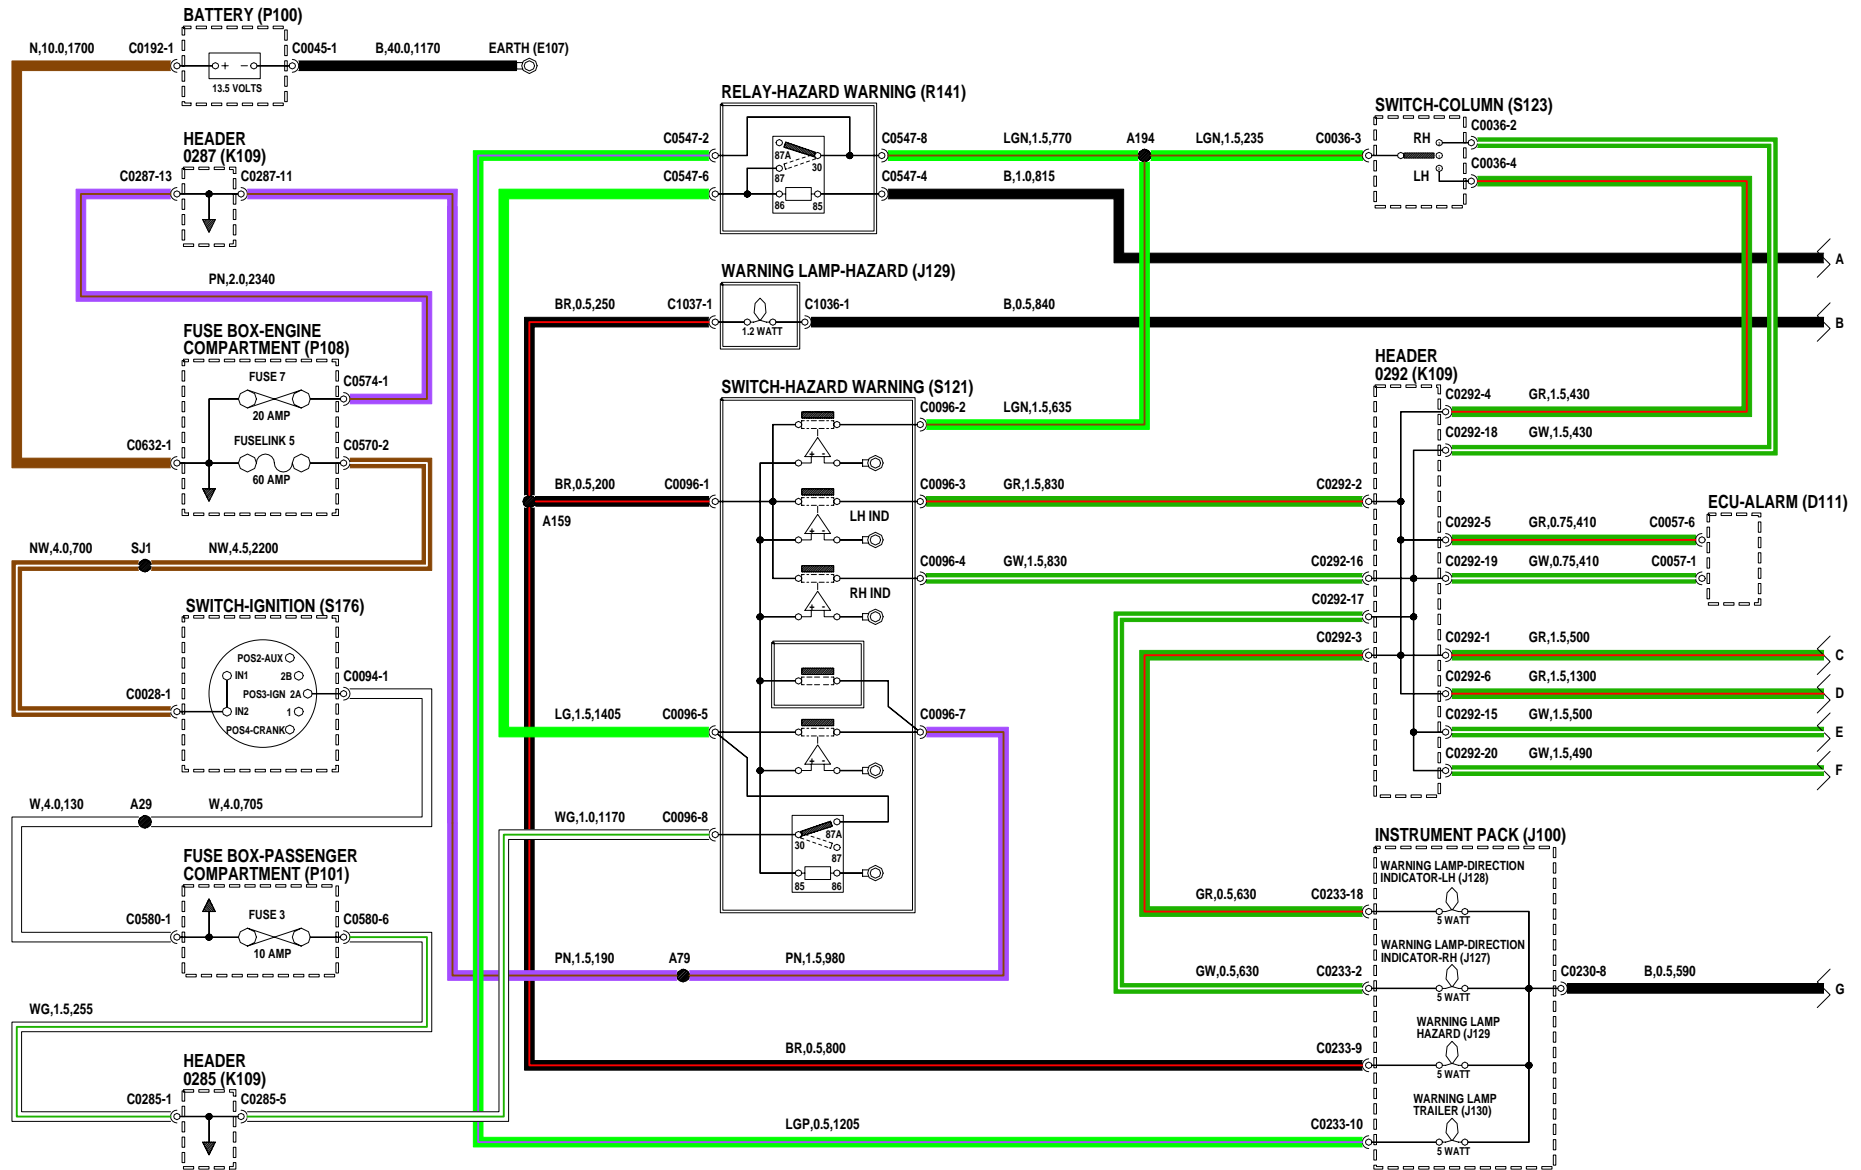 BATTERY (P100)
N,10.0,1700
C0192-1
C0045-1
B,40.0,1170
EARTH (E107)
+ -
13.5 VOLTS
HEADER
0287 (K109)
C0287-13
C0287-11
PN,2.0,2340
FUSE BOX-ENGINE
COMPARTMENT (P108)
FUSE 7
20 AMP
C0574-1
C0632-1
FUSELINK 5
60 AMP
C0570-2
NW,4.0,700
SJ1
NW,4.5,2200
SWITCH-IGNITION (S176)
POS2-AUX
IN1
2B
POS3-IGN 2A
C0094-1
C0028-1
IN2
1
POS4-CRANK
W,4.0,130
A29
W,4.0,705
FUSE BOX-PASSENGER
COMPARTMENT (P101)
C0580-1
FUSE 3
10 AMP
C0580-6
WG,1.5,255
HEADER
0285 (K109)
C0285-1
C0285-5
RELAY-HAZARD WARNING (R141)
C0547-2
C0547-8
LGN,1.5,770
A194
LGN,1.5,235
C0036-3
87A
30
87
C0547-6
C0547-4
B,1.0,815
86
85
SWITCH-COLUMN (S123)
RH
C0036-2
C0036-4
LH
A
WARNING LAMP-HAZARD (J129)
BR,0.5,250
C1037-1
C1036-1
B,0.5,840
1.2 WATT
B
SWITCH-HAZARD WARNING (S121)
C0096-2
LGN,1.5,635
+ -
BR,0.5,200
C0096-1
A159
C0096-3
GR,1.5,830
C0292-2
LH IND
+ -
C0096-4
GW,1.5,830
C0292-16
RH IND
+ -
C0292-17
C0292-3
LG,1.5,1405
C0096-5
C0096-7
+ -
WG,1.0,1170
C0096-8
30
87A
87
85
86
PN,1.5,190
A79
PN,1.5,980
BR,0.5,800
LGP,0.5,1205
HEADER
0292 (K109)
C0292-4
GR,1.5,430
C0292-18
GW,1.5,430
C0292-5
GR,0.75,410
C0057-6
C0292-19
GW,0.75,410
C0057-1
ECU-ALARM (D111)
C0292-1
GR,1.5,500
C
C0292-6
GR,1.5,1300
D
C0292-15
GW,1.5,500
E
C0292-20
GW,1.5,490
F
INSTRUMENT PACK (J100)
WARNING LAMP-DIRECTION
INDICATOR-LH (J128)
GR,0.5,630
C0233-18
5 WATT
WARNING LAMP-DIRECTION
INDICATOR-RH (J127)
GW,0.5,630
C0233-2
5 WATT
C0230-8
B,0.5,590
G
WARNING LAMP
HAZARD (J129
C0233-9
5 WATT
WARNING LAMP
TRAILER (J130)
C0233-10
5 WATT